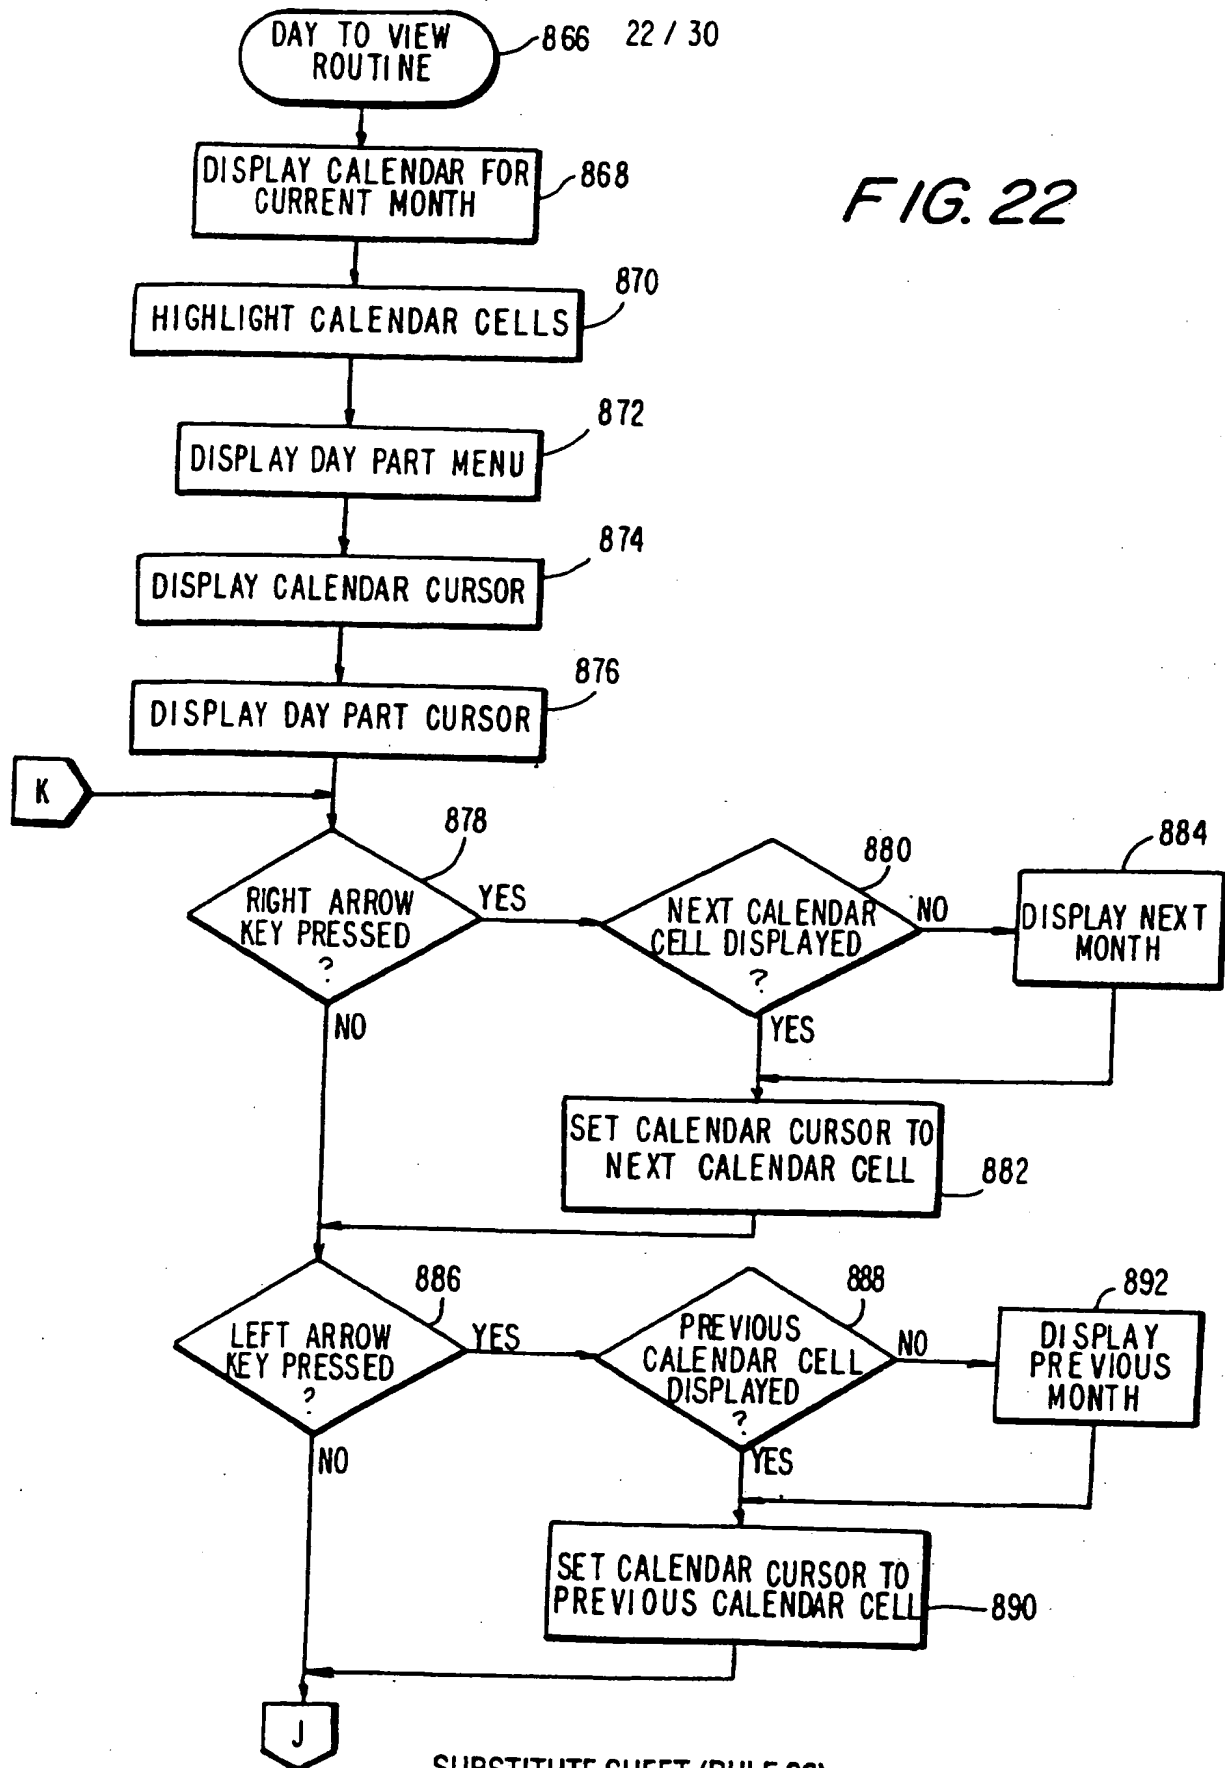 DAY TO VIEW
ROUTINE
866
22 / 30
FIG. 22
DISPLAY CALENDAR FOR
CURRENT MONTH
868
HIGHLIGHT CALENDAR CELLS
870
DISPLAY DAY PART MENU
872
DISPLAY CALENDAR CURSOR
874
DISPLAY DAY PART CURSOR
876
K
RIGHT ARROW
KEY PRESSED
?
878
YES
NO
NEXT CALENDAR
CELL DISPLAYED
?
880
NO
YES
DISPLAY NEXT
MONTH
884
SET CALENDAR CURSOR TO
NEXT CALENDAR CELL
882
LEFT ARROW
KEY PRESSED
?
886
YES
NO
PREVIOUS
CALENDAR CELL
DISPLAYED
?
888
NO
YES
DISPLAY
PREVIOUS
MONTH
892
SET CALENDAR CURSOR TO
PREVIOUS CALENDAR CELL
890
J
SUBSTITUTE SHEET (RULE 26)